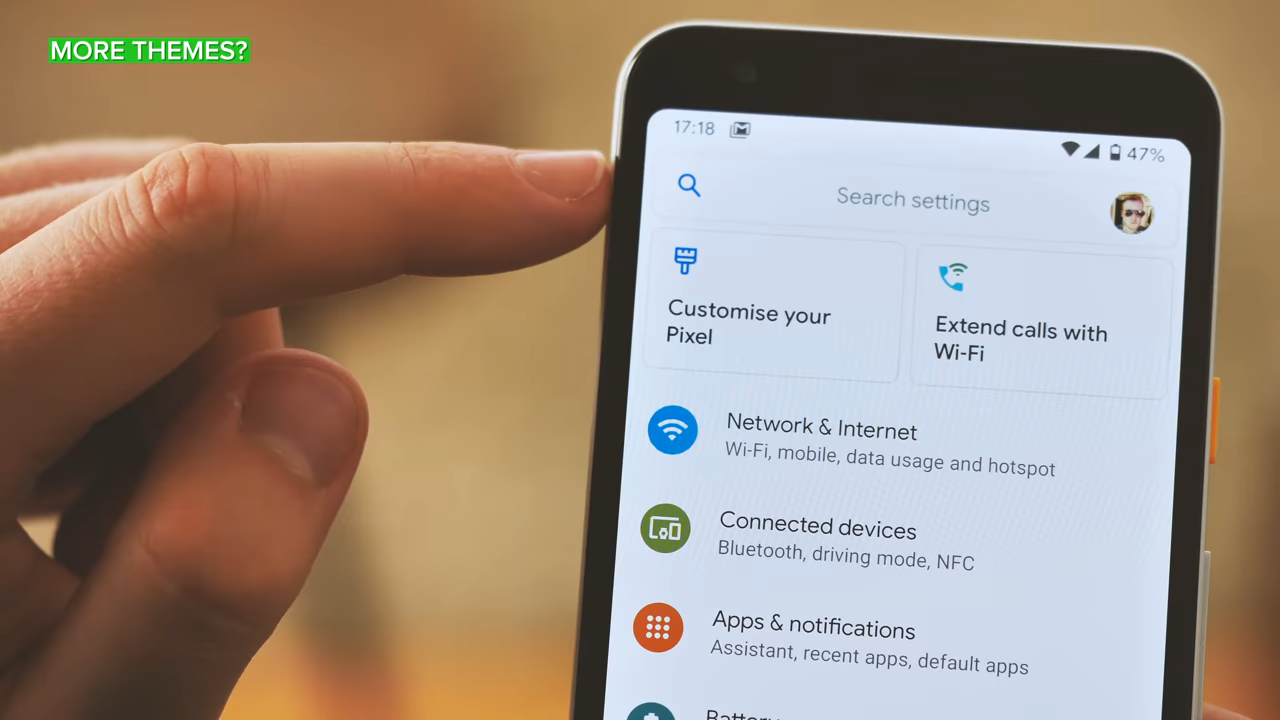 MORE THEMES?
17:18
47%
Search settings
Customise your
Pixel
Extend calls with
Wi-Fi
Network & Internet
Wi-Fi, mobile, data usage and hotspot
Connected devices
Bluetooth, driving mode, NFC
Apps & notifications
Assistant, recent apps, default apps
Battery